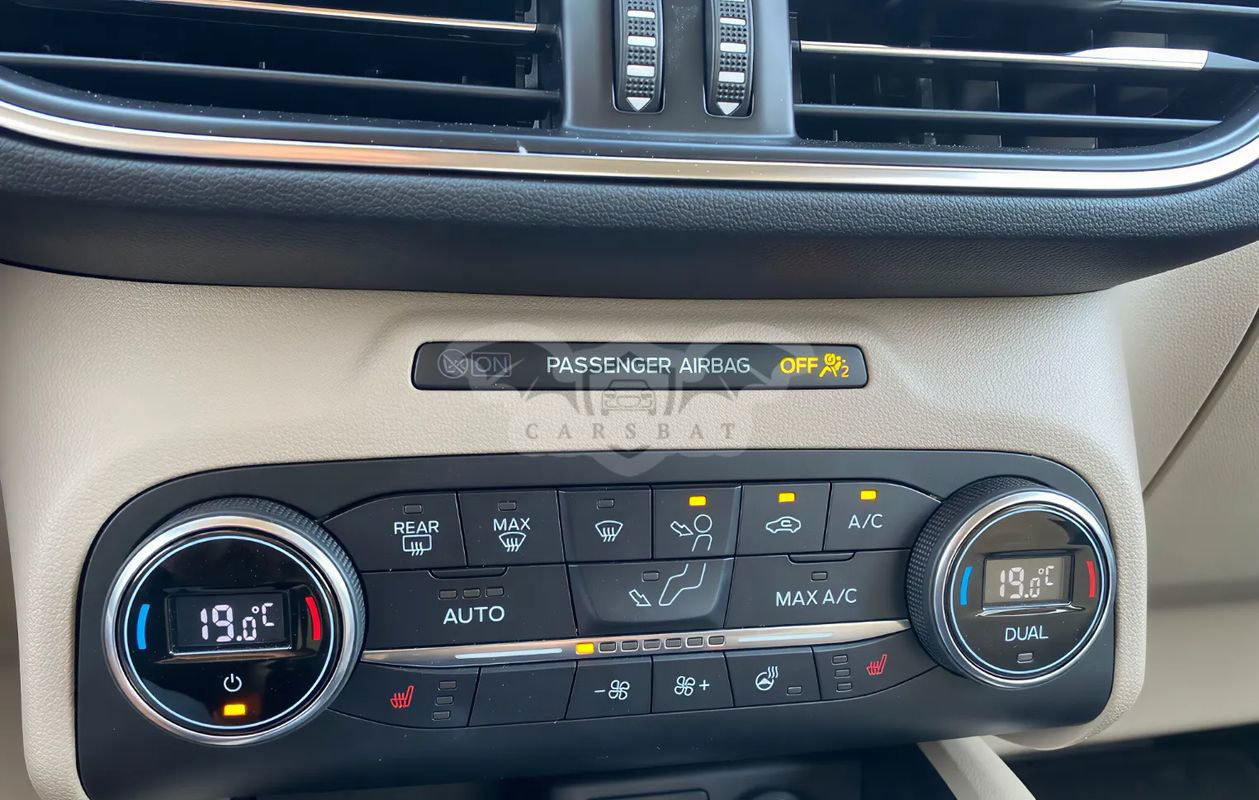 ON PASSENGER AIRBAG OFF 2
CARSBAT
REAR MAX A/C
AUTO MAX A/C
19.0°C 19.0°C
DUAL
- +